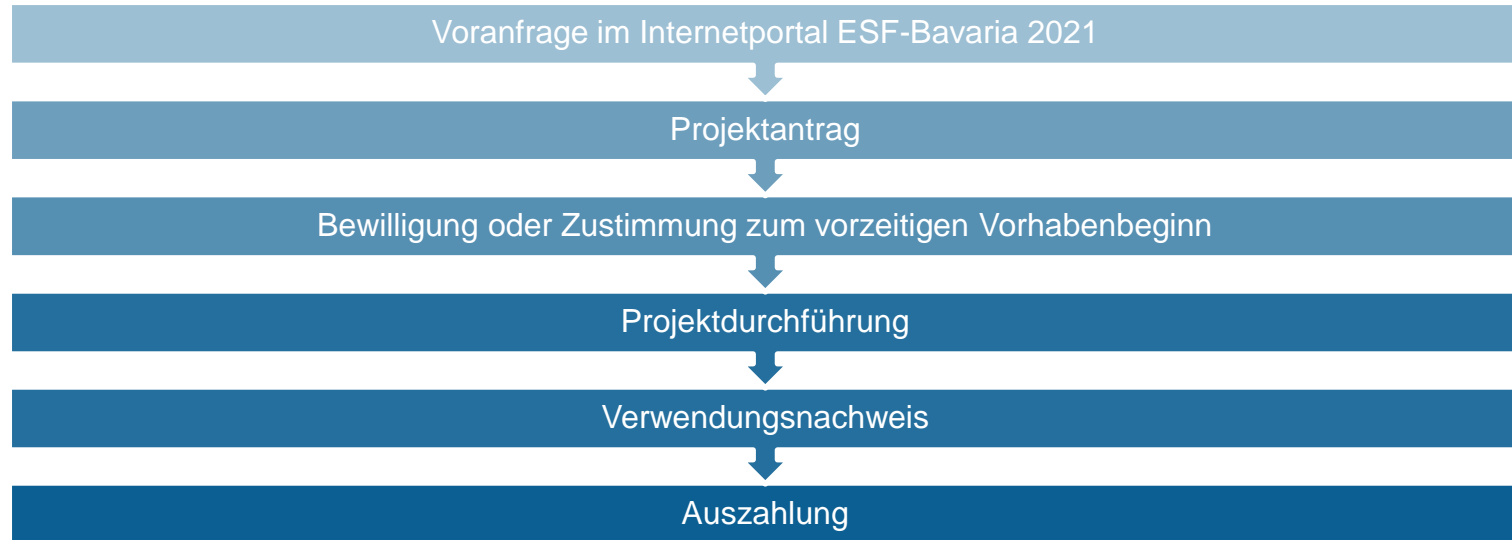 Voranfrage im Internetportal ESF-Bavaria 2021
Projektantrag
Bewilligung oder Zustimmung zum vorzeitigen Vorhabenbeginn
Projektdurchführung
Verwendungsnachweis
Auszahlung